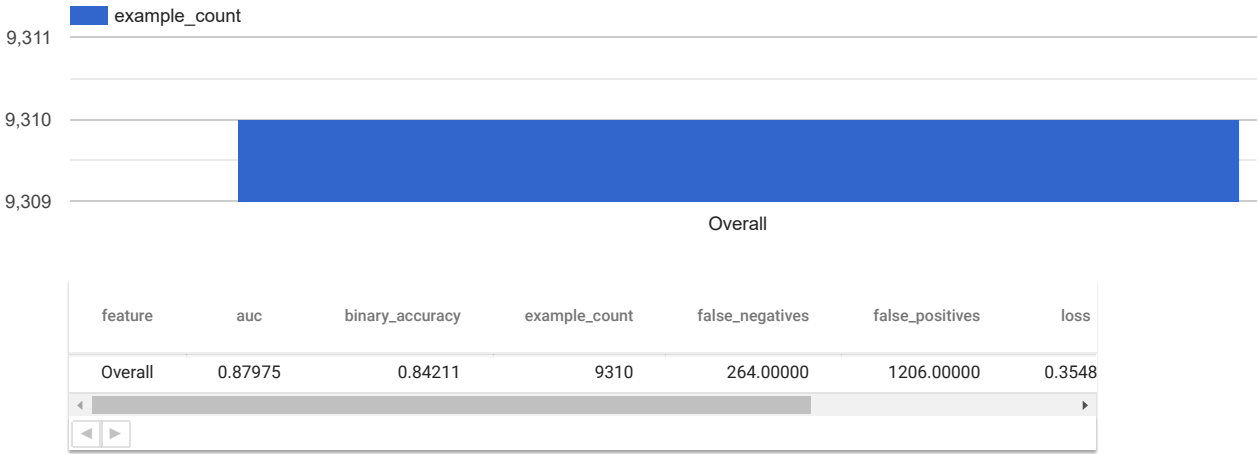 example_count
9,311
9,310
9,309
Overall
feature auc binary_accuracy example_count false_negatives false_positives loss
Overall 0.87975 0.84211 9310 264.00000 1206.00000 0.3548